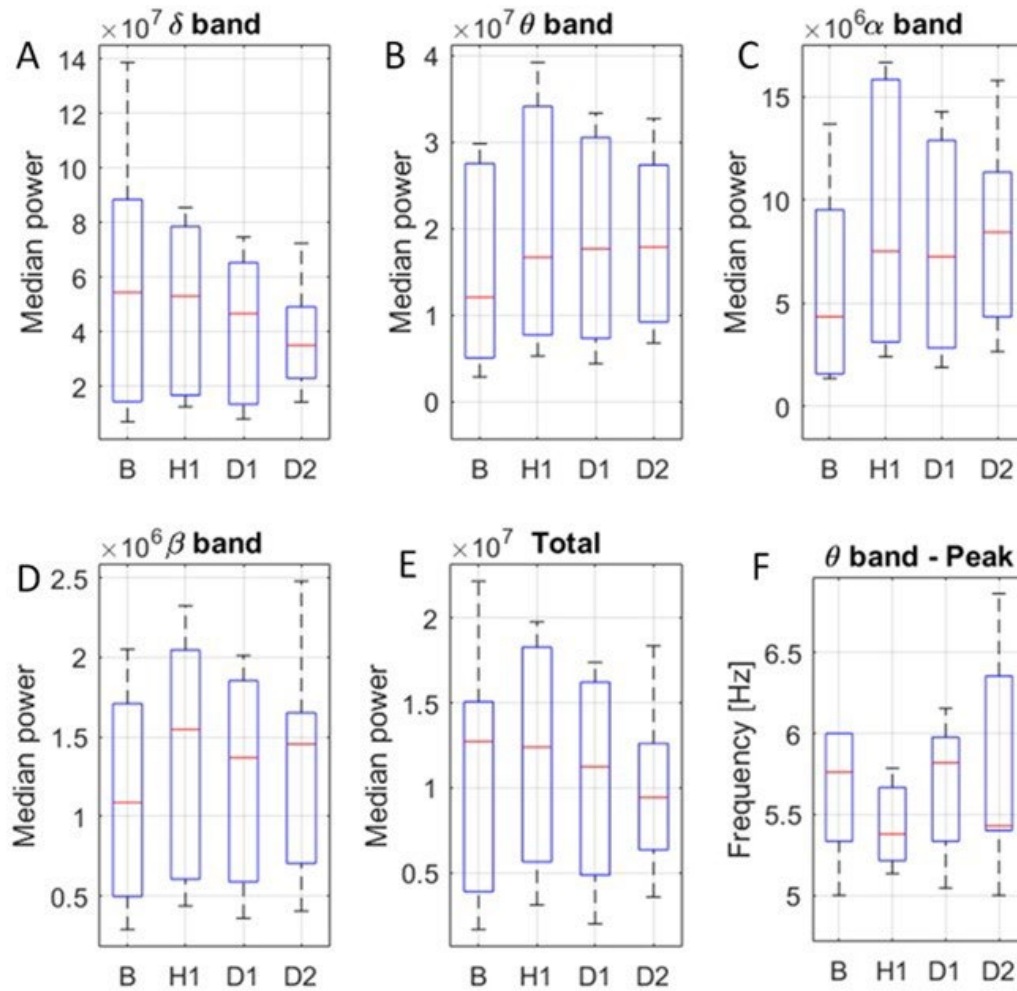 A
×10⁷ δ band
Median power
14
12
10
8
6
4
2
B H1 D1 D2
B
×10⁷ θ band
Median power
4
3
2
1
0
B H1 D1 D2
C
×10⁶ α band
Median power
15
10
5
0
B H1 D1 D2
D
×10⁶ β band
Median power
2.5
2
1.5
1
0.5
B H1 D1 D2
E
×10⁷ Total
Median power
2
1.5
1
0.5
B H1 D1 D2
F
θ band - Peak
Frequency [Hz]
6.5
6
5.5
5
B H1 D1 D2